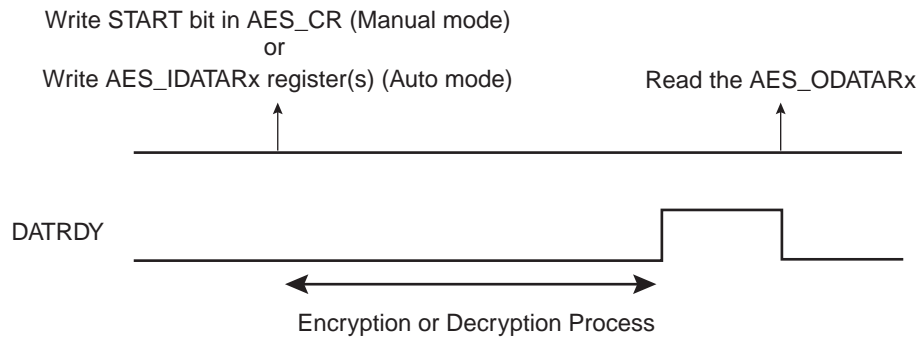 Write START bit in AES_CR (Manual mode)
or
Write AES_IDATARx register(s) (Auto mode)
Read the AES_ODATARx
DATRDY
Encryption or Decryption Process